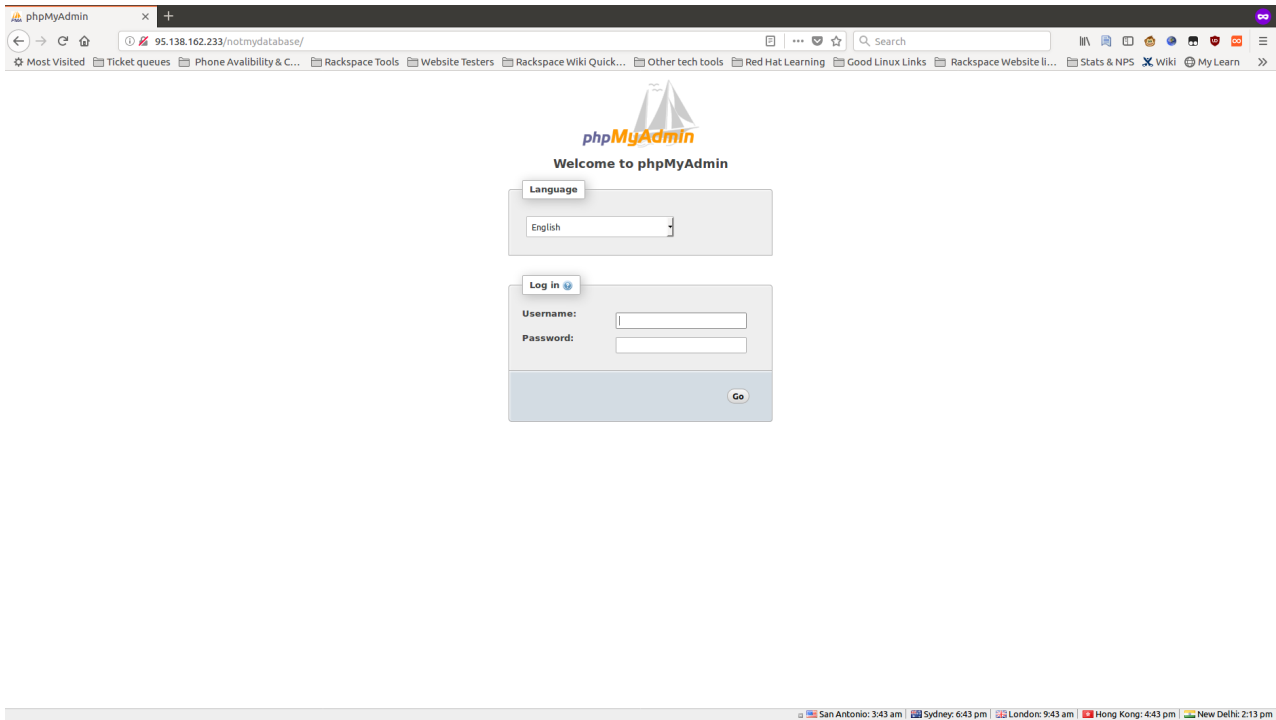 phpMyAdmin
95.138.162.233/notmydatabase/
Search
Most Visited Ticket queues Phone Avalibility & C... Rackspace Tools Website Testers Rackspace Wiki Quick... Other tech tools Red Hat Learning Good Linux Links Rackspace Website li... Stats & NPS Wiki My Learn
phpMyAdmin
Welcome to phpMyAdmin
Language
English
Log in
Username:
Password:
Go
San Antonio: 3:43 am Sydney: 6:43 pm London: 9:43 am Hong Kong: 4:43 pm New Delhi: 2:13 pm